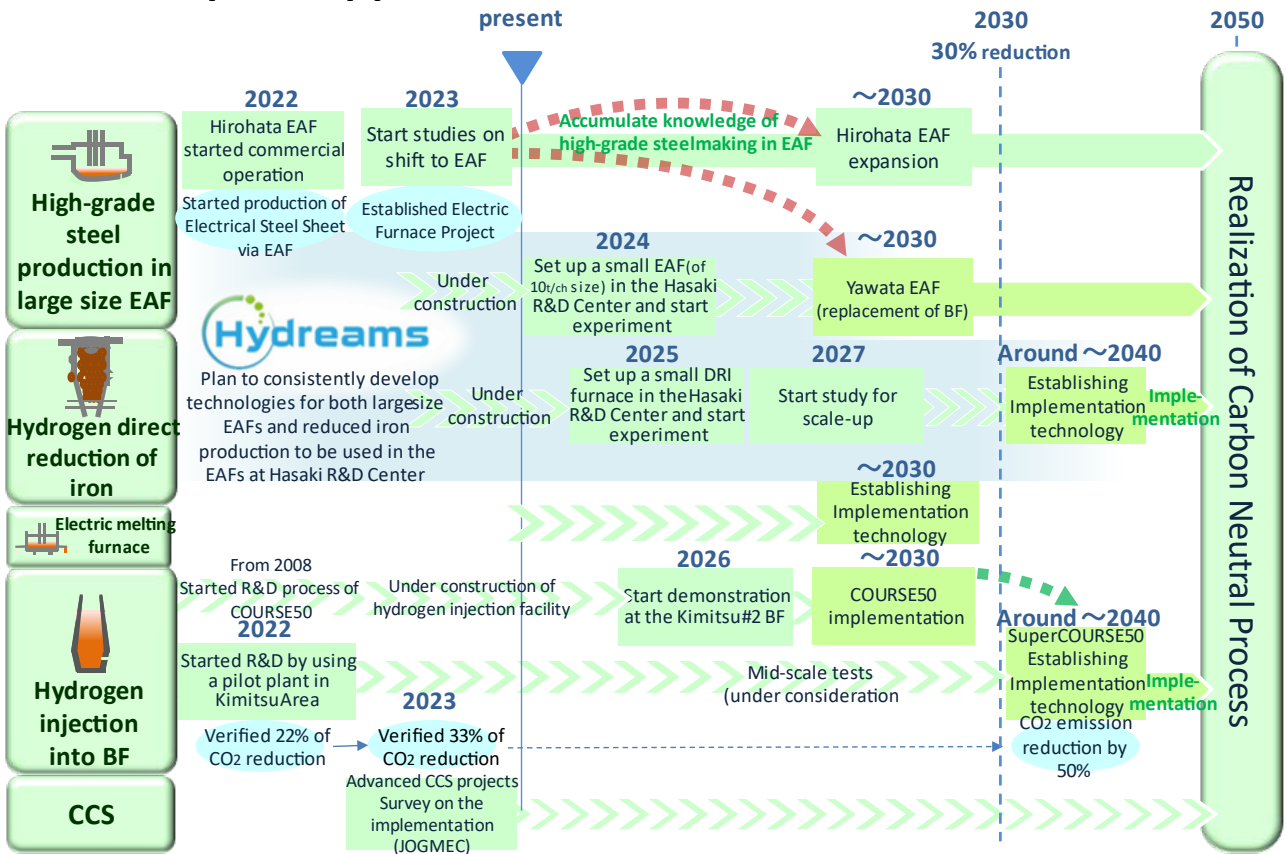 present
2030
2050
30% reduction
2022
2023
～2030
Hirohata EAF
started commercial
operation
Start studies on
shift to EAF
Accumulate knowledge of
high-grade steelmaking in EAF
Hirohata EAF
expansion
High-grade
steel
production in
large size EAF
Started production of
Electrical Steel Sheet
via EAF
Established Electric
Furnace Project
2024
～2030
Under
construction
Set up a small EAF(of
10t/ch size) in the Hasaki
R&D Center and start
experiment
Yawata EAF
(replacement of BF)
Hydreams
2025
2027
Around ～2040
Hydrogen direct
reduction of
iron
Plan to consistently develop
technologies for both largesize
EAFs and reduced iron
production to be used in the
EAFs at Hasaki R&D Center
Under
construction
Set up a small DRI
furnace in theHasaki
R&D Center and start
experiment
Start study for
scale-up
Establishing
Implementation
technology
Imple-
mentation
～2030
Electric melting
furnace
Establishing
Implementation
technology
From 2008
Started R&D process of
COURSE50
Under construction of
hydrogen injection facility
2026
Start demonstration
at the Kimitsu#2 BF
～2030
COURSE50
implementation
Hydrogen
injection
into BF
2022
Started R&D by using
a pilot plant in
KimitsuArea
Mid-scale tests
(under consideration
Around ～2040
SuperCOURSE50
Establishing
Implementation
technology
Imple-
mentation
Verified 22% of
CO2 reduction
2023
Verified 33% of
CO2 reduction
CO2 emission
reduction by
50%
CCS
Advanced CCS projects
Survey on the
implementation
(JOGMEC)
Realization of Carbon Neutral Process